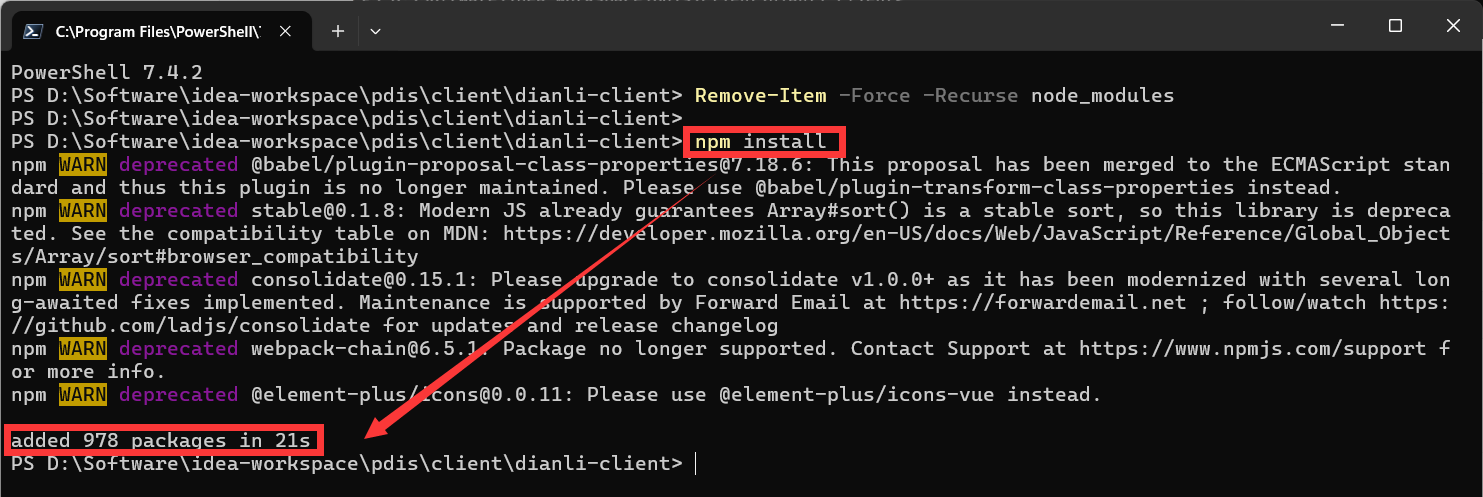 C:\Program Files\PowerShell\
PowerShell 7.4.2
PS D:\Software\idea-workspace\pdis\client\dianli-client> Remove-Item -Force -Recurse node_modules
PS D:\Software\idea-workspace\pdis\client\dianli-client>
PS D:\Software\idea-workspace\pdis\client\dianli-client> npm install
npm WARN deprecated @babel/plugin-proposal-class-properties@7.18.6: This proposal has been merged to the ECMAScript stan
dard and thus this plugin is no longer maintained. Please use @babel/plugin-transform-class-properties instead.
npm WARN deprecated stable@0.1.8: Modern JS already guarantees Array#sort() is a stable sort, so this library is depreca
ted. See the compatibility table on MDN: https://developer.mozilla.org/en-US/docs/Web/JavaScript/Reference/Global_Object
s/Array/sort#browser_compatibility
npm WARN deprecated consolidate@0.15.1: Please upgrade to consolidate v1.0.0+ as it has been modernized with several lon
g-awaited fixes implemented. Maintenance is supported by Forward Email at https://forwardemail.net ; follow/watch https:
//github.com/ladjs/consolidate for updates and release changelog
npm WARN deprecated webpack-chain@6.5.1: Package no longer supported. Contact Support at https://www.npmjs.com/support f
or more info.
npm WARN deprecated @element-plus/icons@0.0.11: Please use @element-plus/icons-vue instead.
added 978 packages in 21s
PS D:\Software\idea-workspace\pdis\client\dianli-client>